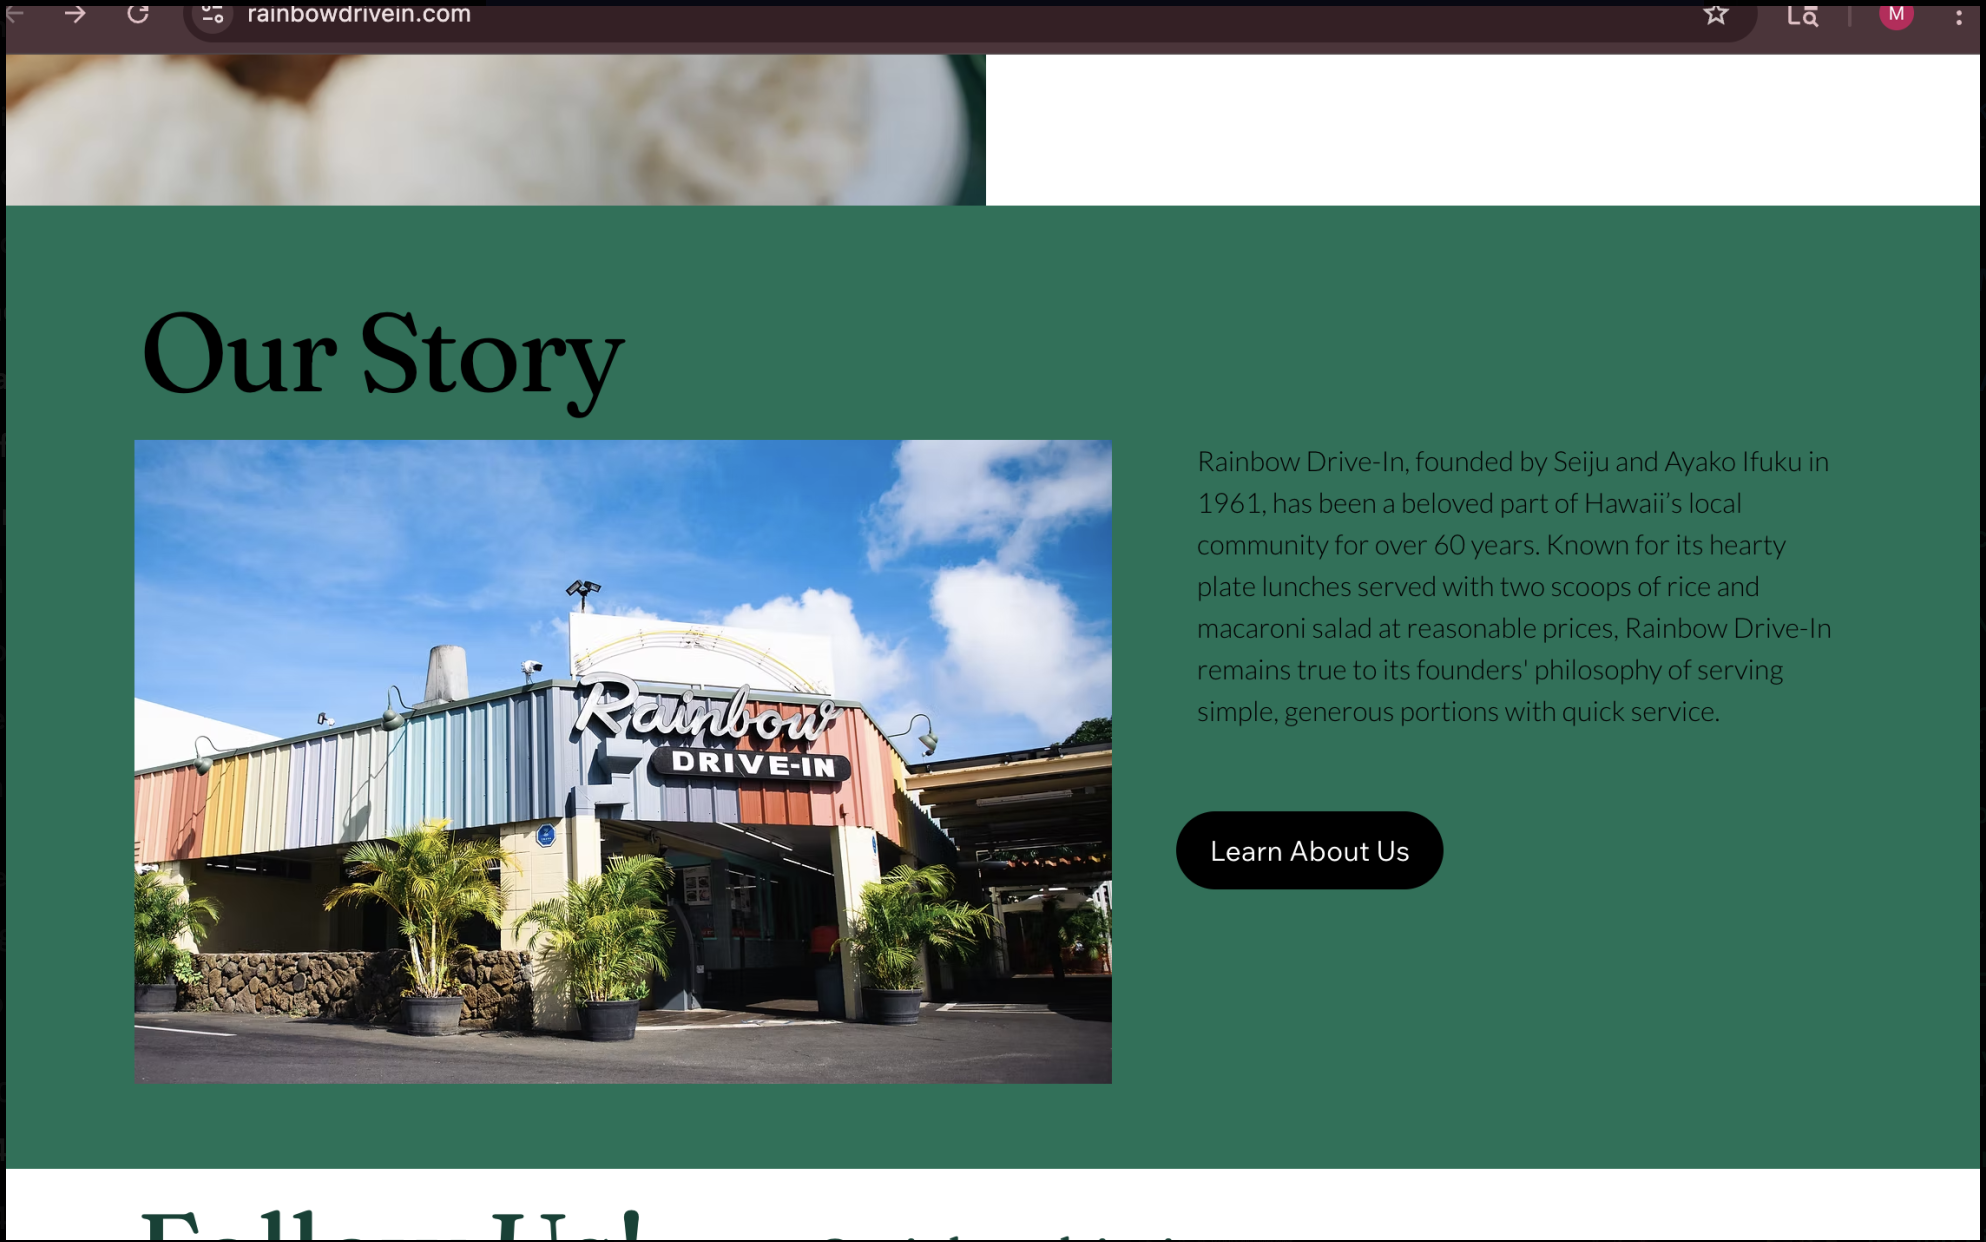 rainbowdrivein.com
M
Our Story
Rainbow
DRIVE-IN
Rainbow Drive-In, founded by Seiju and Ayako Ifuku in
1961, has been a beloved part of Hawaii’s local
community for over 60 years. Known for its hearty
plate lunches served with two scoops of rice and
macaroni salad at reasonable prices, Rainbow Drive-In
remains true to its founders' philosophy of serving
simple, generous portions with quick service.
Learn About Us
Follow Us!